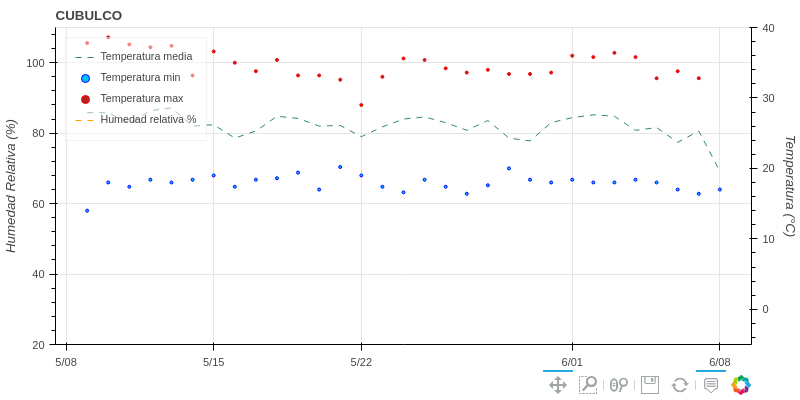 CUBULCO
Humedad Relativa (%)
100
80
60
40
20
Temperatura media
Temperatura min
Temperatura max
Humedad relativa %
40
30
20
10
0
Temperatura (°C)
5/08
5/15
5/22
6/01
6/08